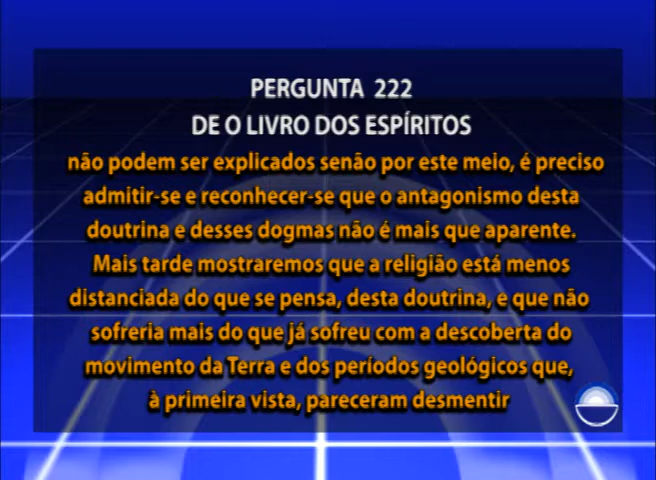 PERGUNTA 222
DE O LIVRO DOS ESPÍRITOS
não podem ser explicados senão por este meio, é preciso
admitir-se e reconhecer-se que o antagonismo desta
doutrina e desses dogmas não é mais que aparente.
Mais tarde mostraremos que a religião está menos
distanciada do que se pensa, desta doutrina, e que não
sofreria mais do que já sofreu com a descoberta do
movimento da Terra e dos períodos geológicos que,
à primeira vista, pareceram desmentir